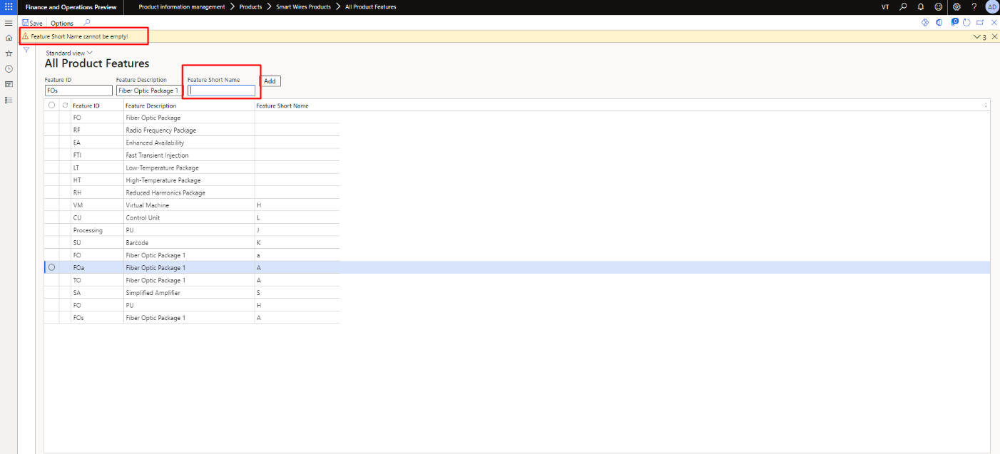 Finance and Operations Preview Product information management Products Smart Wires Products All Product Features VT ? AD
Save Options 0
Feature Short Name cannot be empty! 3
Standard view
All Product Features
Feature ID Feature Description Feature Short Name Add
FOs Fiber Optic Package 1
Feature ID Feature Description Feature Short Name
FO Fiber Optic Package
RF Radio Frequency Package
EA Enhanced Availability
FTI Fast Transient Injection
LT Low-Temperature Package
HT High-Temperature Package
RH Reduced Harmonics Package
VM Virtual Machine H
CU Control Unit L
Processing PU J
SU Barcode K
FO Fiber Optic Package 1 a
FOa Fiber Optic Package 1 A
TO Fiber Optic Package 1 A
SA Simplified Amplifier S
FO PU H
FOs Fiber Optic Package 1 A